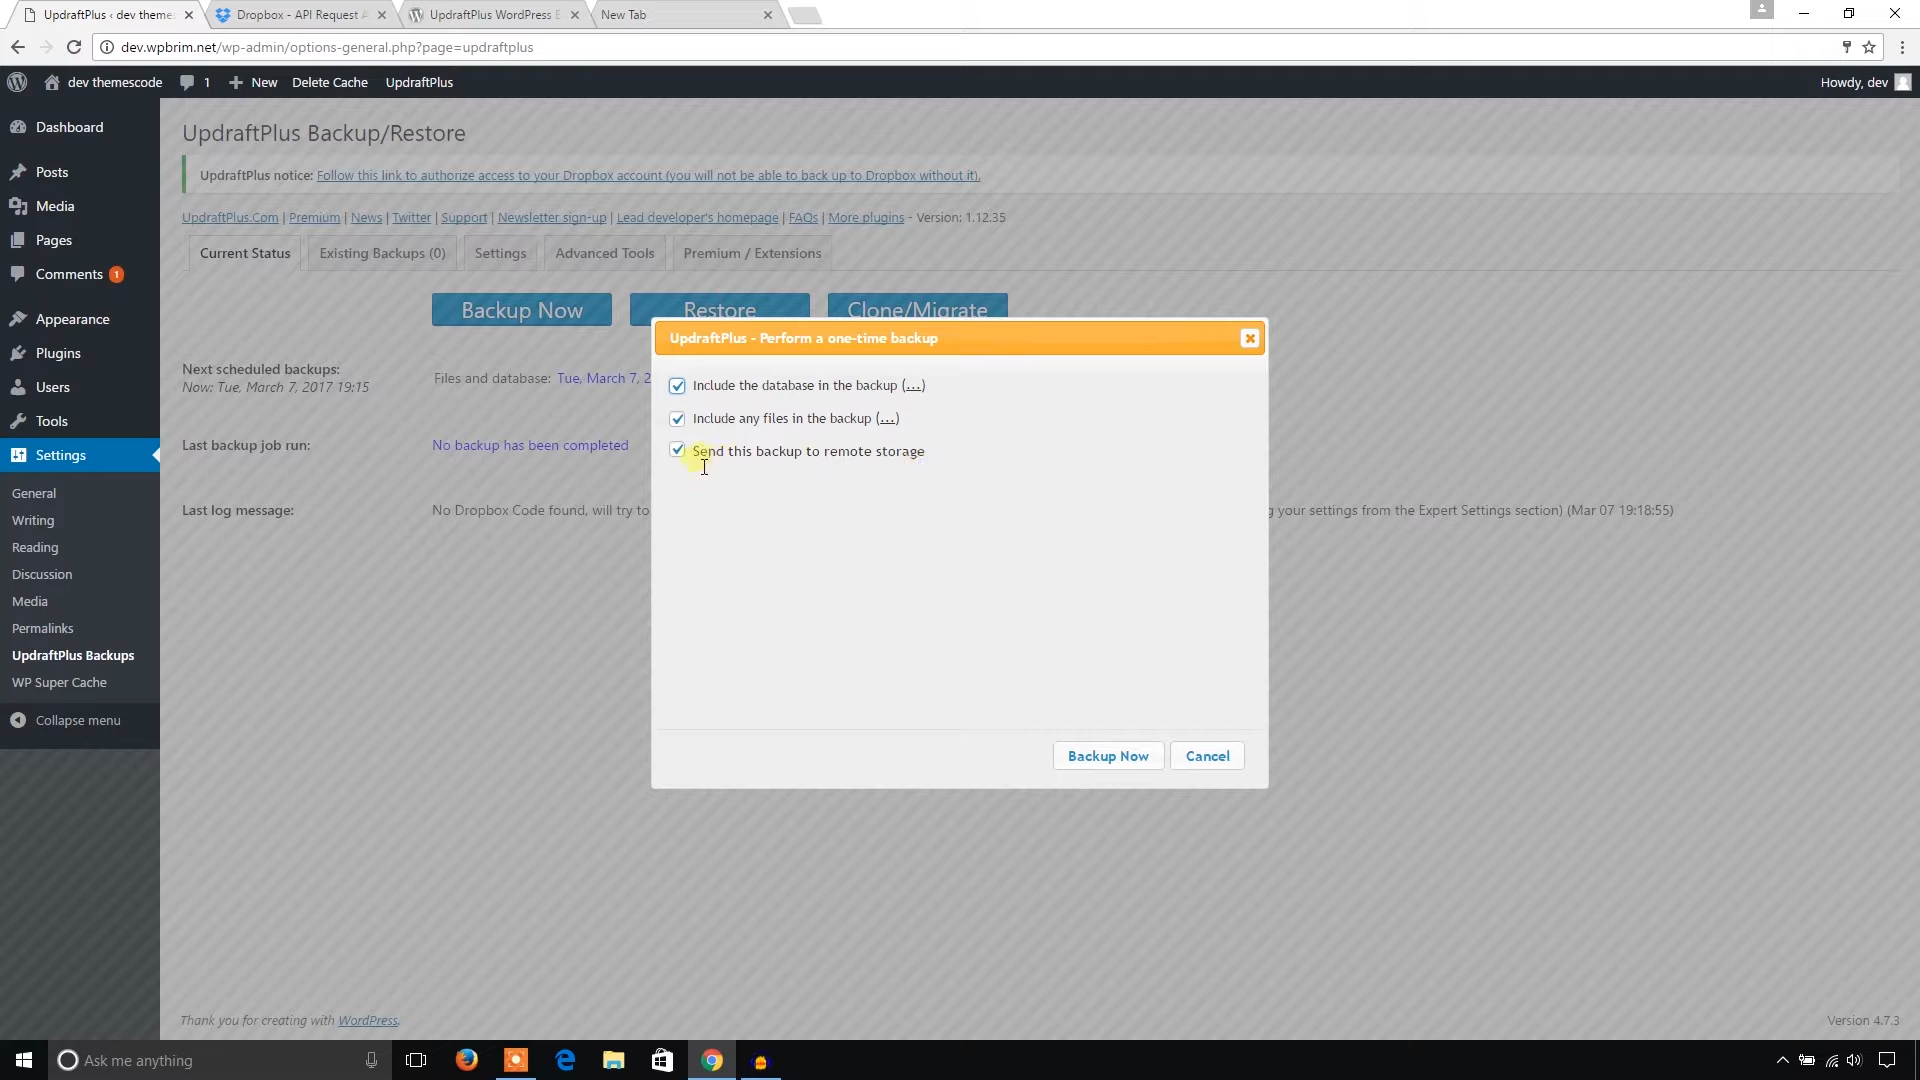 UpdraftPlus ‹ dev themes
Dropbox - API Request A
UpdraftPlus WordPress B
New Tab
dev.wpbrim.net/wp-admin/options-general.php?page=updraftplus
dev themescode
1
New
Delete Cache
UpdraftPlus
Howdy, dev
Dashboard
Posts
Media
Pages
Comments 1
Appearance
Plugins
Users
Tools
Settings
General
Writing
Reading
Discussion
Media
Permalinks
UpdraftPlus Backups
WP Super Cache
Collapse menu
UpdraftPlus Backup/Restore
UpdraftPlus notice: Follow this link to authorize access to your Dropbox account (you will not be able to back up to Dropbox without it).
UpdraftPlus.Com | Premium | News | Twitter | Support | Newsletter sign-up | Lead developer's homepage | FAQs | More plugins - Version: 1.12.35
Current Status
Existing Backups (0)
Settings
Advanced Tools
Premium / Extensions
Backup Now
Restore
Clone/Migrate
Next scheduled backups:
Now: Tue, March 7, 2017 19:15
Files and database: Tue, March 7, 2
Last backup job run:
No backup has been completed
Last log message:
No Dropbox Code found, will try to
g your settings from the Expert Settings section) (Mar 07 19:18:55)
UpdraftPlus - Perform a one-time backup
Include the database in the backup (...)
Include any files in the backup (...)
Send this backup to remote storage
Backup Now
Cancel
Thank you for creating with WordPress.
Version 4.7.3
Ask me anything